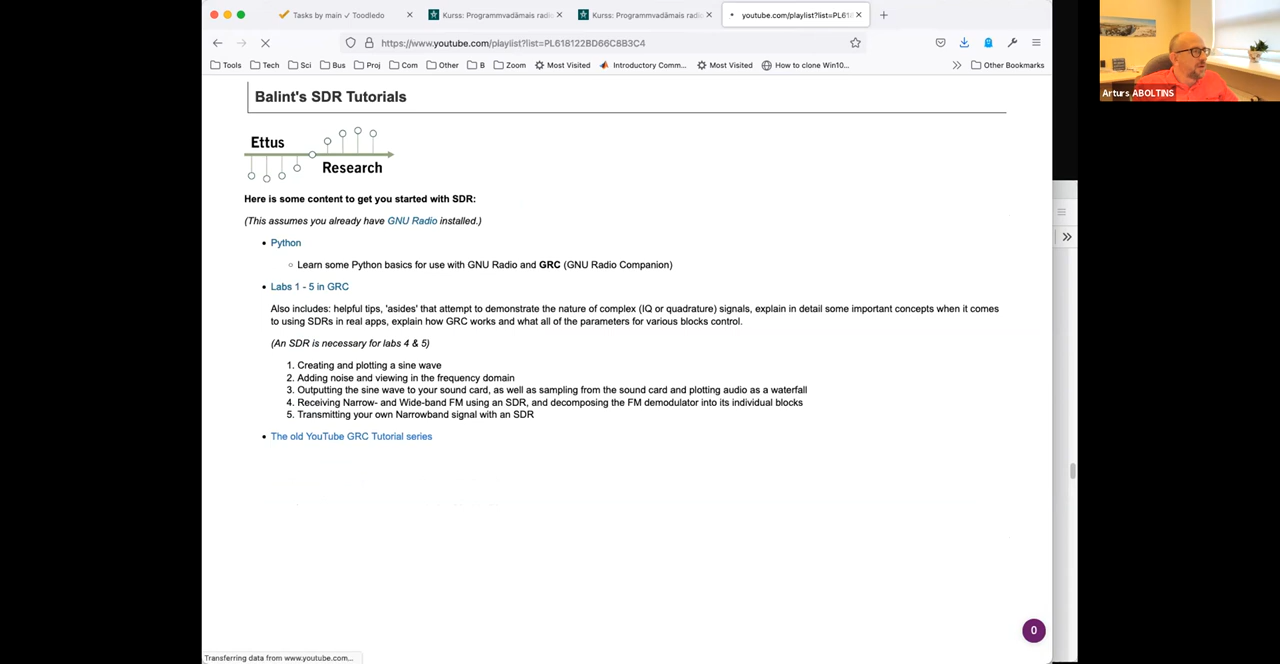 Tasks by main ✓ Toodledo
Kurss: Programmvadāmais radio
Kurss: Programmvadāmais radio
youtube.com/playlist?list=PL618
https://www.youtube.com/playlist?list=PL618122BD66C8B3C4
Tools
Tech
Sci
Bus
Proj
Com
Other
B
Zoom
Most Visited
Introductory Comm...
Most Visited
How to clone Win10...
Other Bookmarks
Arturs ABOLTINS
Balint's SDR Tutorials
Ettus
Research
Here is some content to get you started with SDR:
(This assumes you already have GNU Radio installed.)
• Python
○ Learn some Python basics for use with GNU Radio and GRC (GNU Radio Companion)
• Labs 1 - 5 in GRC
Also includes: helpful tips, 'asides' that attempt to demonstrate the nature of complex (IQ or quadrature) signals, explain in detail some important concepts when it comes
to using SDRs in real apps, explain how GRC works and what all of the parameters for various blocks control.
(An SDR is necessary for labs 4 & 5)
1. Creating and plotting a sine wave
2. Adding noise and viewing in the frequency domain
3. Outputting the sine wave to your sound card, as well as sampling from the sound card and plotting audio as a waterfall
4. Receiving Narrow- and Wide-band FM using an SDR, and decomposing the FM demodulator into its individual blocks
5. Transmitting your own Narrowband signal with an SDR
• The old YouTube GRC Tutorial series
0
Transferring data from www.youtube.com...